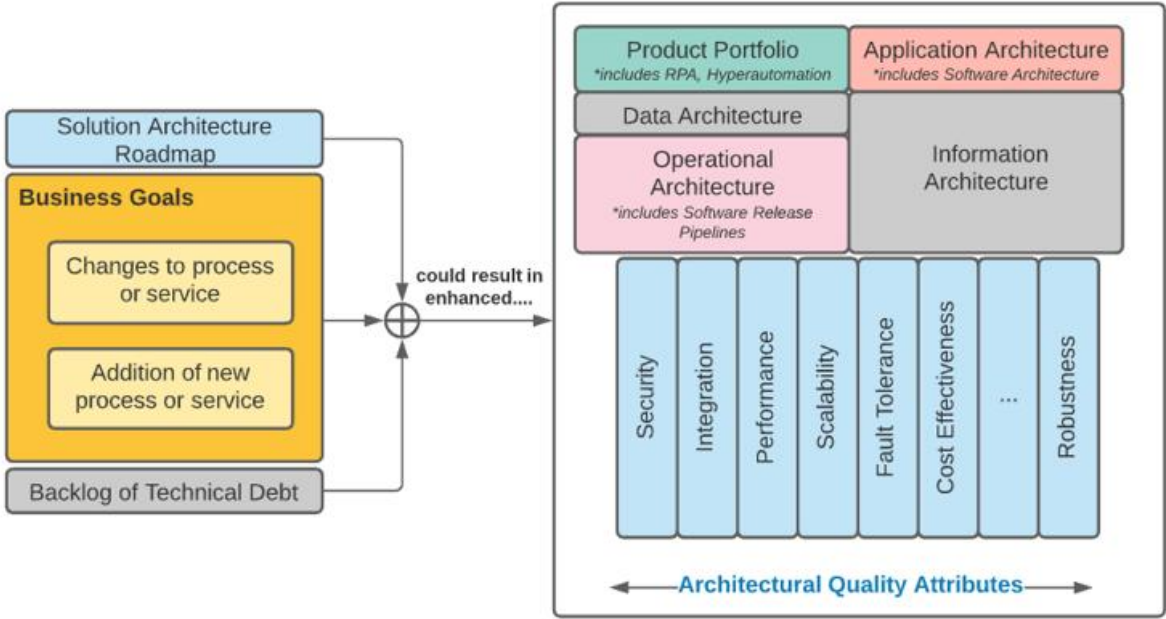 Solution Architecture
Roadmap
Business Goals
Changes to process
or service
Addition of new
process or service
Backlog of Technical Debt
could result in
enhanced....
Product Portfolio
*includes RPA, Hyperautomation
Application Architecture
*includes Software Architecture
Data Architecture
Operational
Architecture
*includes Software Release
Pipelines
Information
Architecture
Security
Integration
Performance
Scalability
Fault Tolerance
Cost Effectiveness
...
Robustness
Architectural Quality Attributes